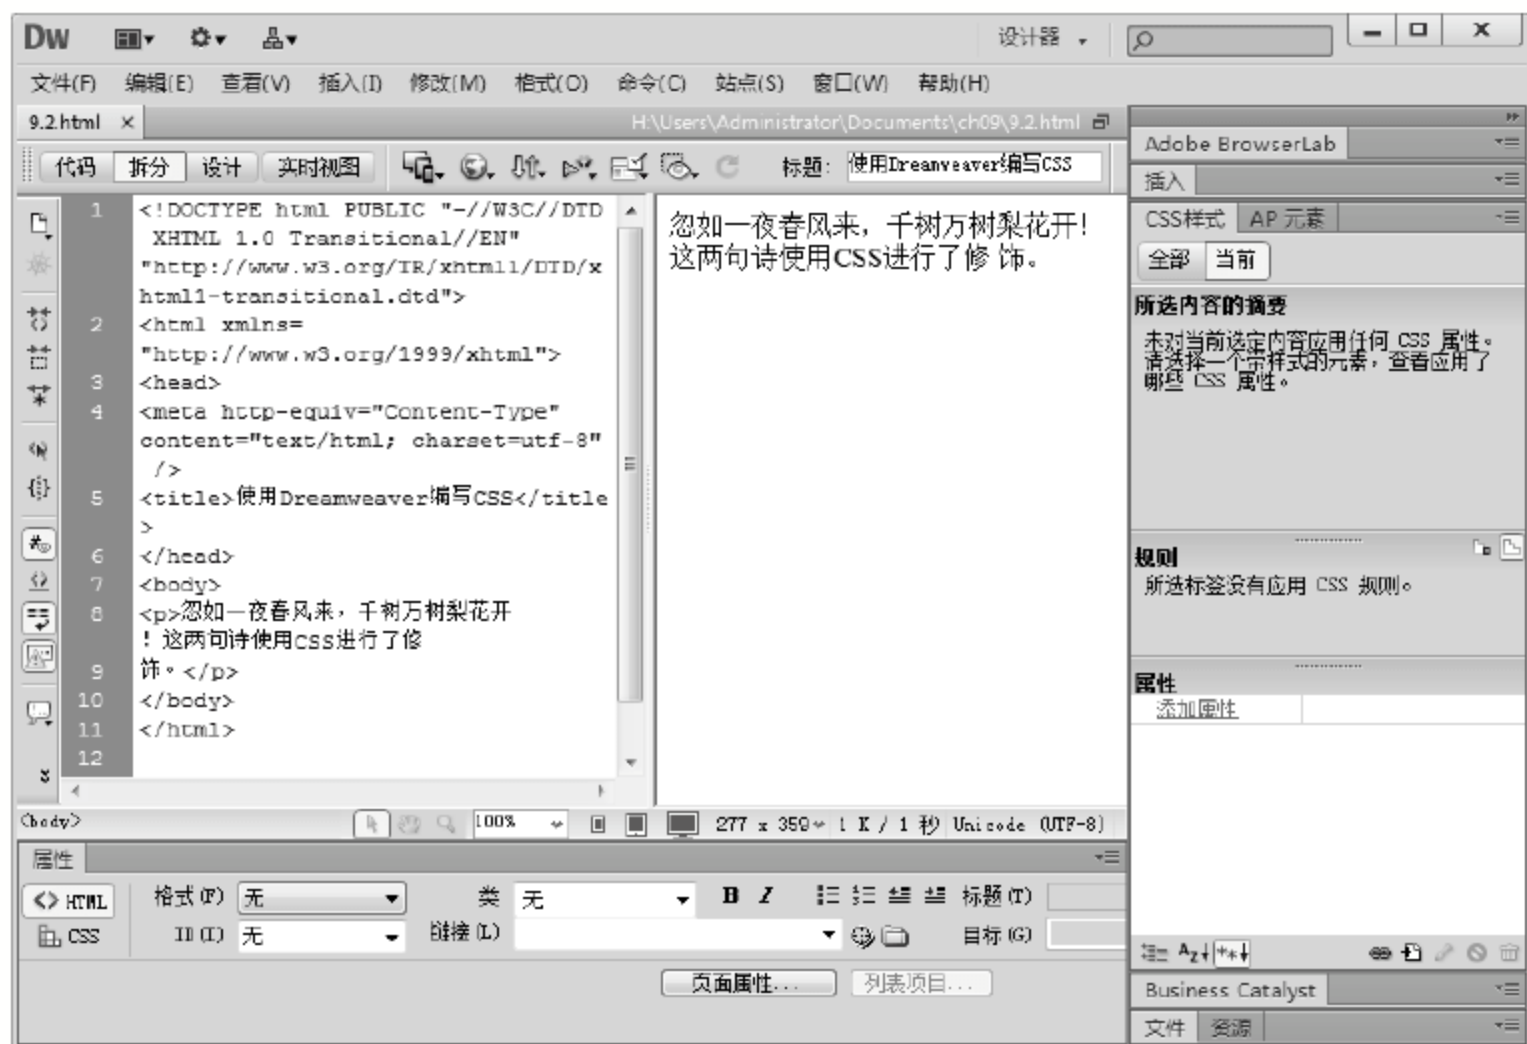 Dw
设计器
文件(F) 编辑(E) 查看(V) 插入(I) 修改(M) 格式(O) 命令(C) 站点(S) 窗口(W) 帮助(H)
9.2.html ×
H:\Users\Administrator\Documents\ch09\9.2.html
代码 拆分 设计 实时视图 标题: 使用Dreamweaver编写CSS
1 <!DOCTYPE html PUBLIC "-//W3C//DTD
XHTML 1.0 Transitional//EN"
"http://www.w3.org/TR/xhtml1/DTD/x
html1-transitional.dtd">
2 <html xmlns=
"http://www.w3.org/1999/xhtml">
3 <head>
4 <meta http-equiv="Content-Type"
content="text/html; charset=utf-8"
/>
5 <title>使用Dreamweaver编写CSS</title
>
6 </head>
7 <body>
8 <p>忽如一夜春风来，千树万树梨花开
！这两句诗使用CSS进行了修
9 饰。</p>
10 </body>
11 </html>
12
忽如一夜春风来，千树万树梨花开!
这两句诗使用CSS进行了修 饰。
<body>
100%
277 x 359 1 K / 1 秒 Unicode (UTF-8)
属性
<> HTML 格式(F) 无 类 无 B I 标题(T)
CSS ID(I) 无 链接(L) 目标(G)
页面属性... 列表项目...
Adobe BrowserLab
插入
CSS样式 AP 元素
全部 当前
所选内容的摘要
未对当前选定内容应用任何 CSS 属性。
请选择一个带样式的元素，查看应用了
哪些 CSS 属性。
规则
所选标签没有应用 CSS 规则。
属性
添加属性
Business Catalyst
文件 资源